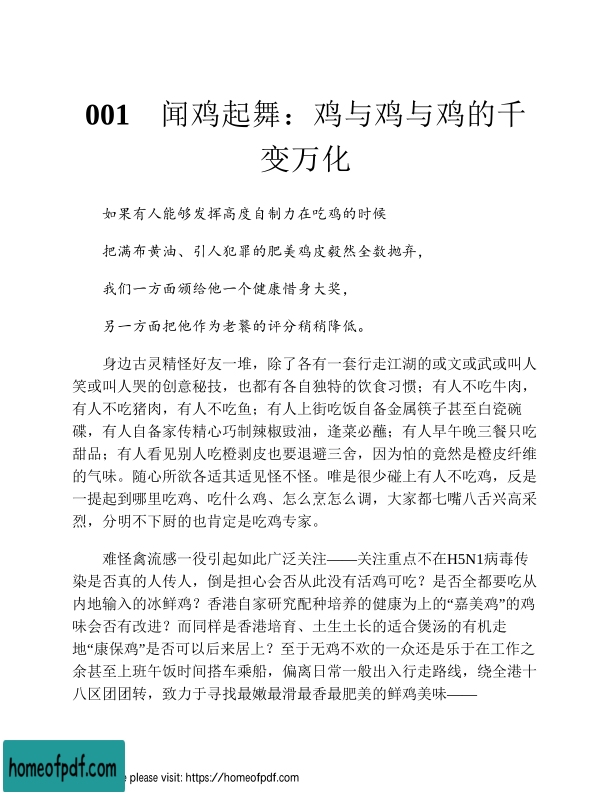 001 闻鸡起舞：鸡与鸡与鸡的千
变万化
如果有人能够发挥高度自制力在吃鸡的时候
把满布黄油、引人犯罪的肥美鸡皮毅然全数抛弃，
我们一方面颁给他一个健康惜身大奖，
另一方面把他作为老饕的评分稍稍降低。
身边古灵精怪好友一堆，除了各有一套行走江湖的或文或武或叫人
笑或叫人哭的创意秘技，也都有各自独特的饮食习惯；有人不吃牛肉，
有人不吃猪肉，有人不吃鱼；有人上街吃饭自备金属筷子甚至白瓷碗
碟，有人自备家传精心巧制辣椒豉油，逢菜必蘸；有人早午晚三餐只吃
甜品；有人看见别人吃橙剥皮也要退避三舍，因为怕的竟然是橙皮纤维
的气味。随心所欲各适其适见怪不怪。唯是很少碰上有人不吃鸡，反是
一提起到哪里吃鸡、吃什么鸡、怎么烹怎么调，大家都七嘴八舌兴高采
烈，分明不下厨的也肯定是吃鸡专家。
难怪禽流感一役引起如此广泛关注——关注重点不在H5N1病毒传
染是否真的人传人，倒是担心会否从此没有活鸡可吃？是否全都要吃从
内地输入的冰鲜鸡？香港自家研究配种培养的健康为上的“嘉美鸡”的鸡
味会否有改进？而同样是香港培育、土生土长的适合煲汤的有机走
地“康保鸡”是否可以后来居上？至于无鸡不欢的一众还是乐于在工作之
余甚至上班午饭时间搭车乘船，偏离日常一般出入行走路线，绕全港十
八区团团转，致力于寻找最嫩最滑最香最肥美的鲜鸡美味——
homeofpdf.com
please visit: https://homeofpdf.com